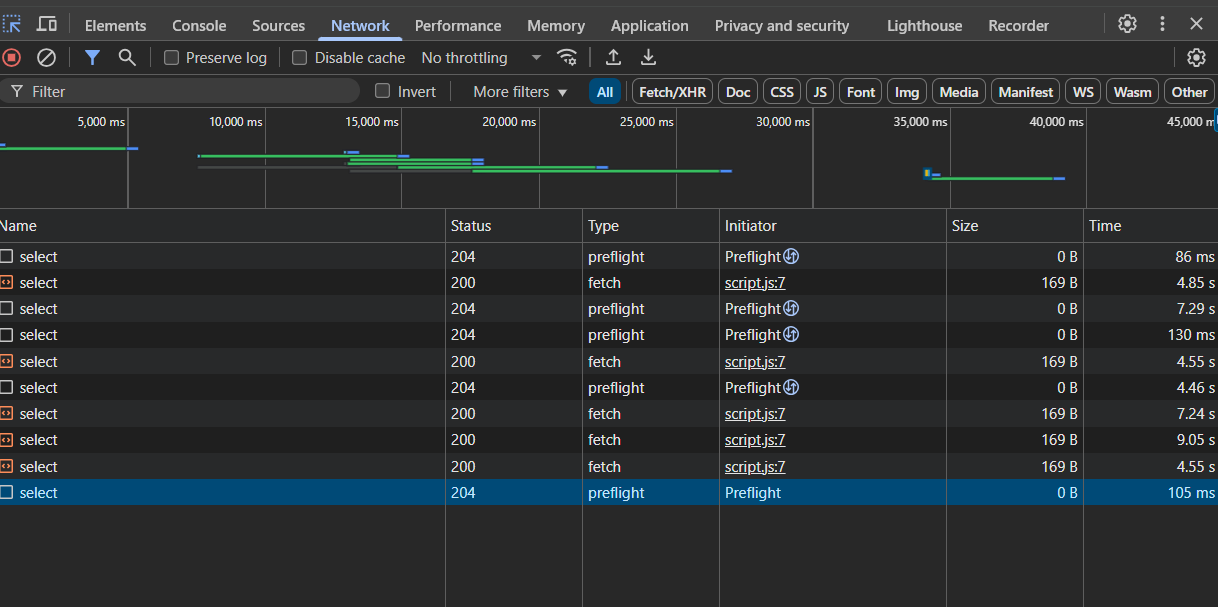 Elements Console Sources Network Performance Memory Application Privacy and security Lighthouse Recorder
Preserve log Disable cache No throttling
Filter Invert More filters All Fetch/XHR Doc CSS JS Font Img Media Manifest WS Wasm Other
5,000 ms 10,000 ms 15,000 ms 20,000 ms 25,000 ms 30,000 ms 35,000 ms 40,000 ms 45,000 m
Name Status Type Initiator Size Time
select 204 preflight Preflight 0 B 86 ms
select 200 fetch script.js:7 169 B 4.85 s
select 204 preflight Preflight 0 B 7.29 s
select 204 preflight Preflight 0 B 130 ms
select 200 fetch script.js:7 169 B 4.55 s
select 204 preflight Preflight 0 B 4.46 s
select 200 fetch script.js:7 169 B 7.24 s
select 200 fetch script.js:7 169 B 9.05 s
select 200 fetch script.js:7 169 B 4.55 s
select 204 preflight Preflight 0 B 105 ms